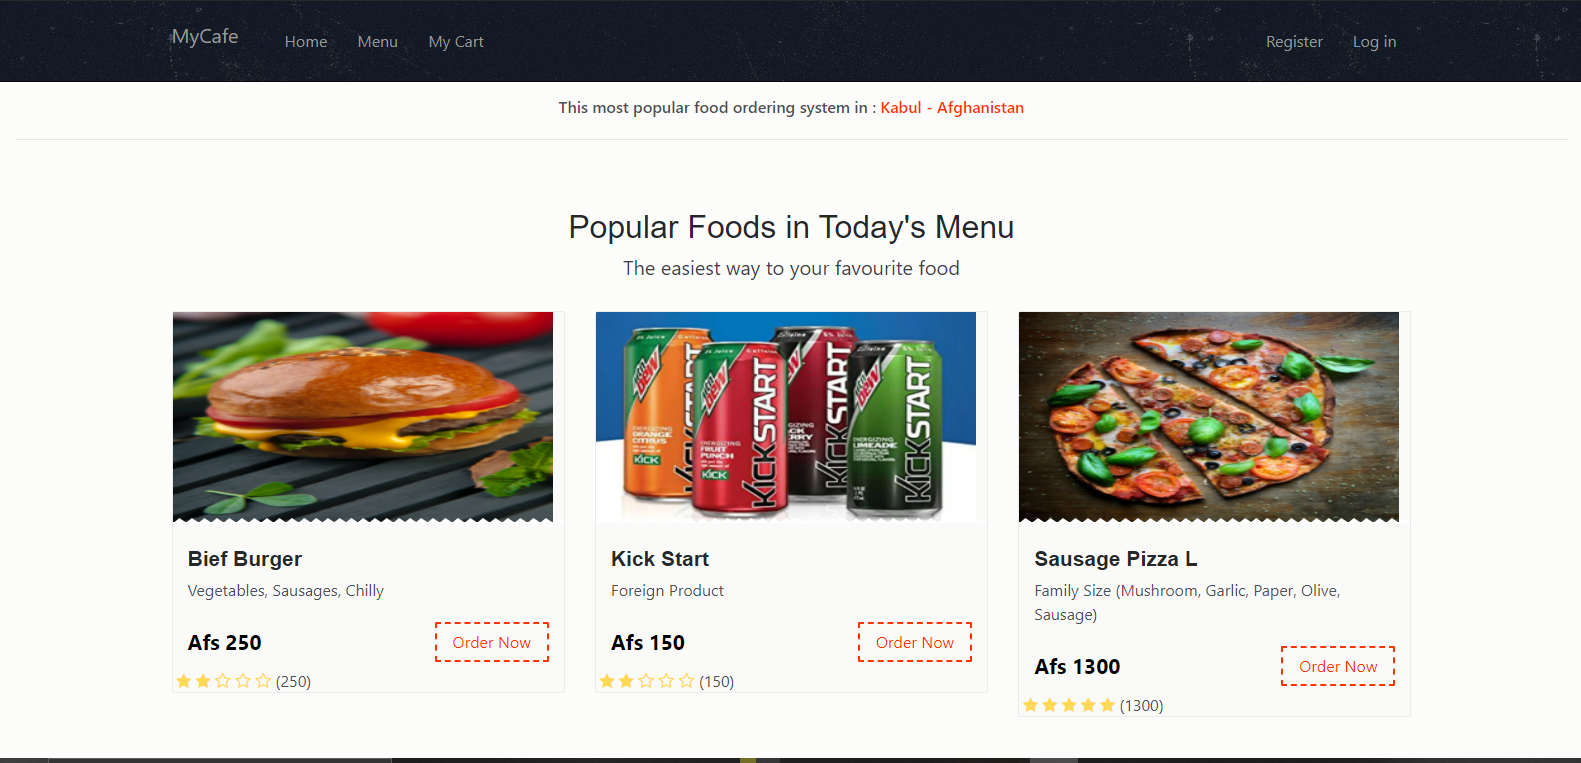 MyCafe Home Menu My Cart Register Log in
This most popular food ordering system in : Kabul - Afghanistan
Popular Foods in Today's Menu
The easiest way to your favourite food
KICKSTART
ENERGIZING
ORANGE
CITRUS
KICK
DEW
ENERGIZING
FRUIT
PUNCH
KICK
KICKSTART
KICKSTART
DEW
ENERGIZING
LIMEADE
KICKSTART
Bief Burger
Vegetables, Sausages, Chilly
Afs 250
Order Now
(250)
Kick Start
Foreign Product
Afs 150
Order Now
(150)
Sausage Pizza L
Family Size (Mushroom, Garlic, Paper, Olive,
Sausage)
Afs 1300
Order Now
(1300)